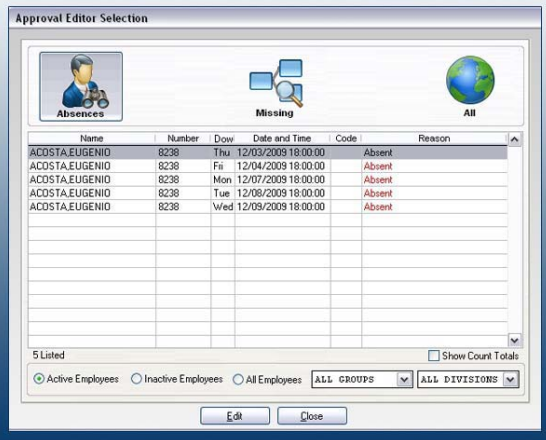 Approval Editor Selection
Absences Missing All
Name Number Dow Date and Time Code Reason
ACOSTA,EUGENIO 8238 Thu 12/03/2009 18:00:00 Absent
ACOSTA,EUGENIO 8238 Fri 12/04/2009 18:00:00 Absent
ACOSTA,EUGENIO 8238 Mon 12/07/2009 18:00:00 Absent
ACOSTA,EUGENIO 8238 Tue 12/08/2009 18:00:00 Absent
ACOSTA,EUGENIO 8238 Wed 12/09/2009 18:00:00 Absent
5 Listed Show Count Totals
Active Employees Inactive Employees All Employees ALL GROUPS ALL DIVISIONS
Edit Close